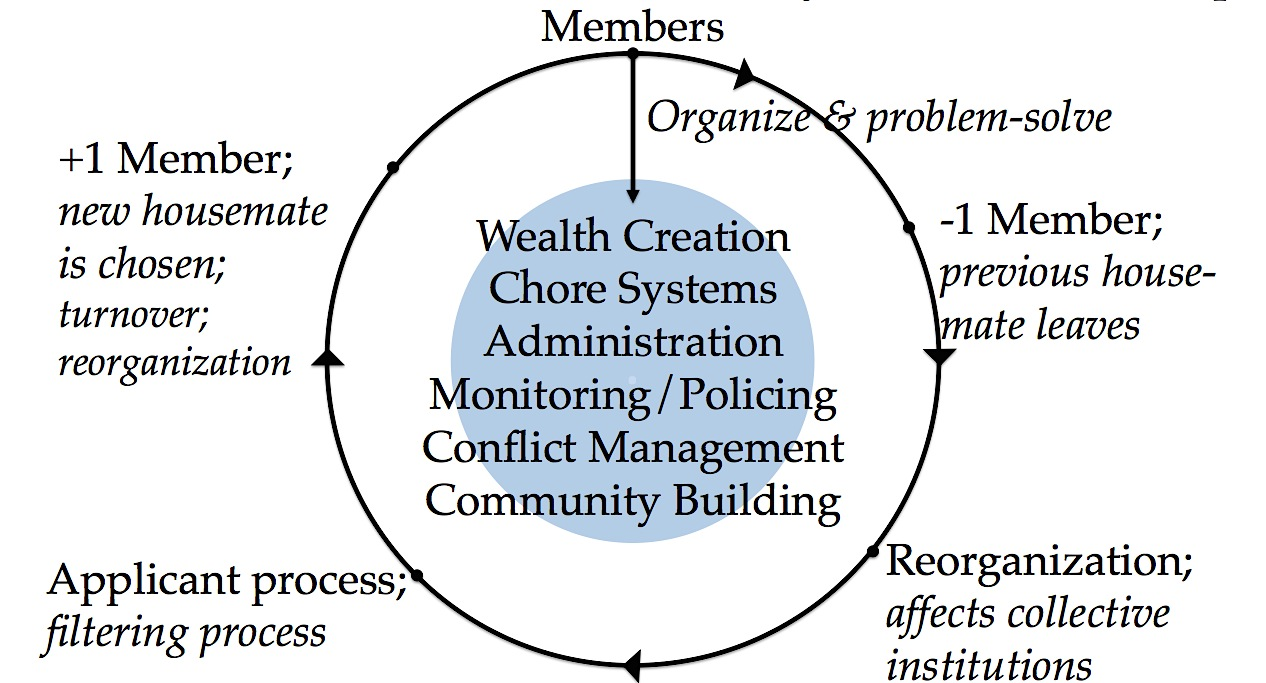 Members
Organize & problem-solve
+1 Member;
new housemate
is chosen;
turnover;
reorganization
-1 Member;
previous house-
mate leaves
Wealth Creation
Chore Systems
Administration
Monitoring/Policing
Conflict Management
Community Building
Reorganization;
affects collective
institutions
Applicant process;
filtering process